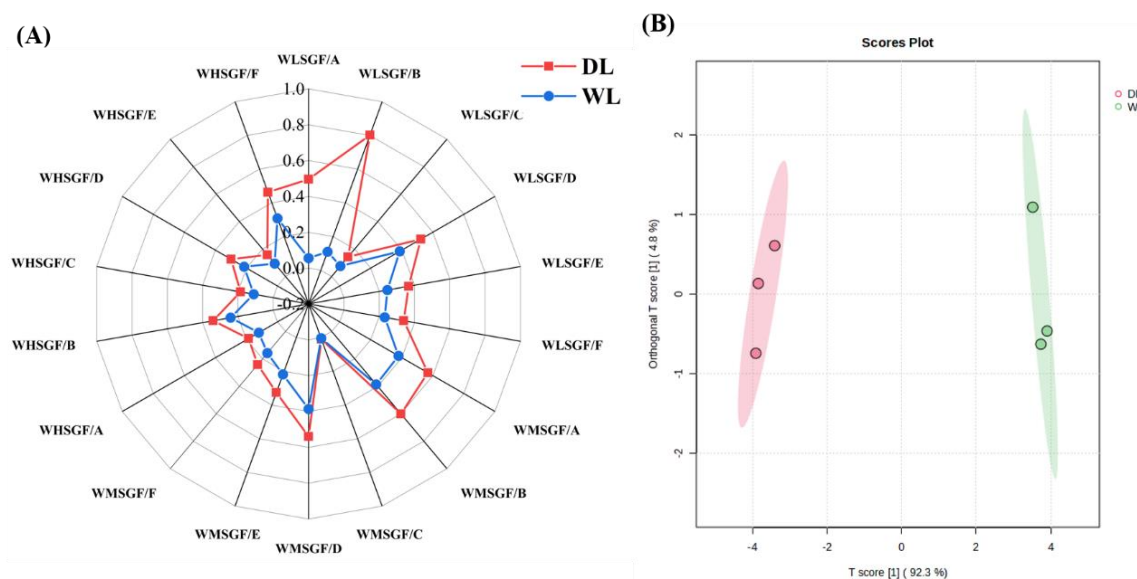 (A)
WLSGF/A
WLSGF/B
WLSGF/C
WLSGF/D
WLSGF/E
WLSGF/F
WMSGF/A
WMSGF/B
WMSGF/C
WMSGF/D
WMSGF/E
WMSGF/F
WHSGF/A
WHSGF/B
WHSGF/C
WHSGF/D
WHSGF/E
WHSGF/F
1.0
0.8
0.6
0.4
0.2
0.0
-0.2
DL
WL
(B)
Scores Plot
D
W
Orthogonal T score [1] ( 4.8 %)
2
1
0
-1
-2
-4
-2
0
2
4
T score [1] ( 92.3 %)